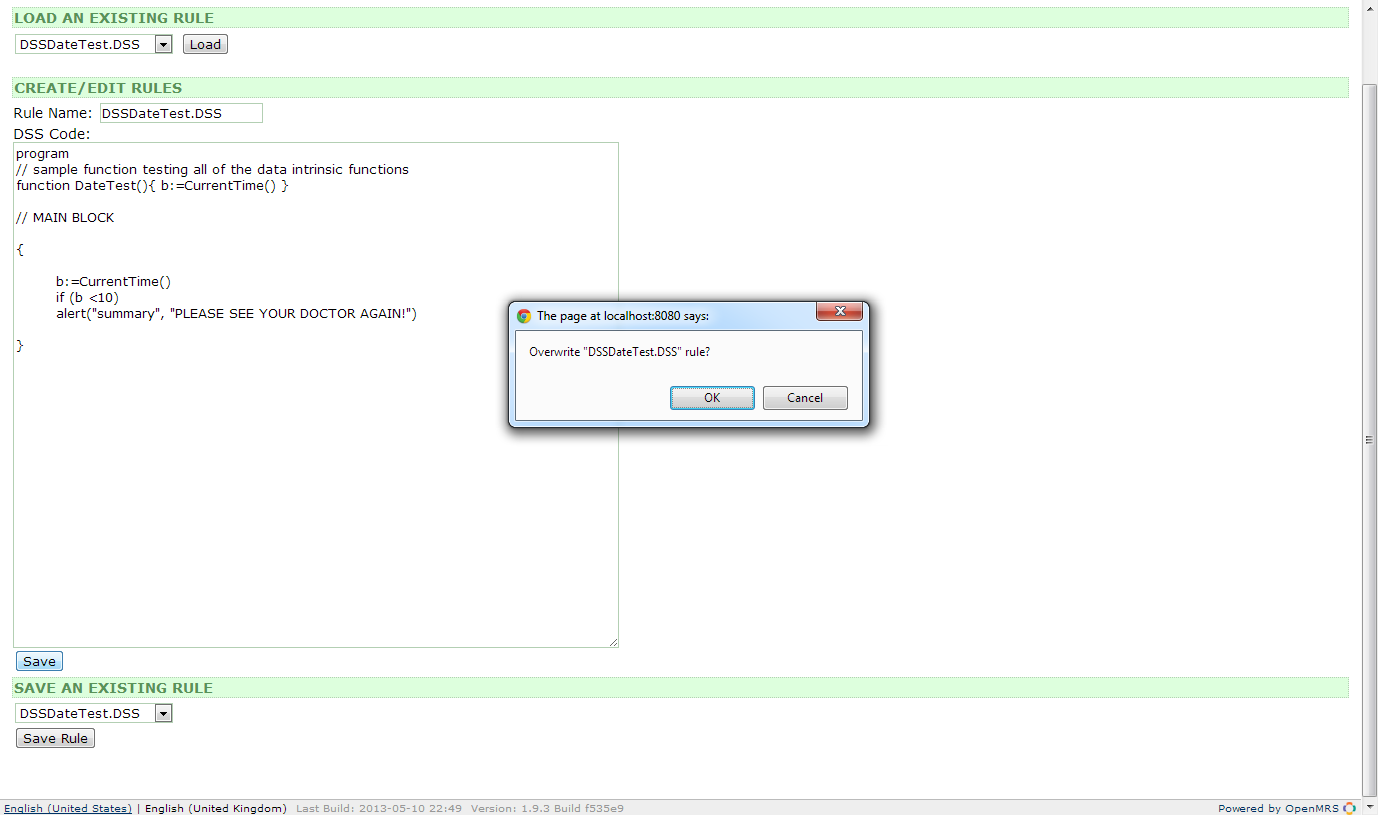 LOAD AN EXISTING RULE
DSSDateTest.DSS Load
CREATE/EDIT RULES
Rule Name: DSSDateTest.DSS
DSS Code:
program
// sample function testing all of the data intrinsic functions
function DateTest(){ b:=CurrentTime() }
// MAIN BLOCK
{
b:=CurrentTime()
if (b <10)
alert("summary", "PLEASE SEE YOUR DOCTOR AGAIN!")
}
The page at localhost:8080 says:
Overwrite "DSSDateTest.DSS" rule?
OK Cancel
Save
SAVE AN EXISTING RULE
DSSDateTest.DSS
Save Rule
English (United States) | English (United Kingdom) Last Build: 2013-05-10 22:49 Version: 1.9.3 Build f535e9 Powered by OpenMRS